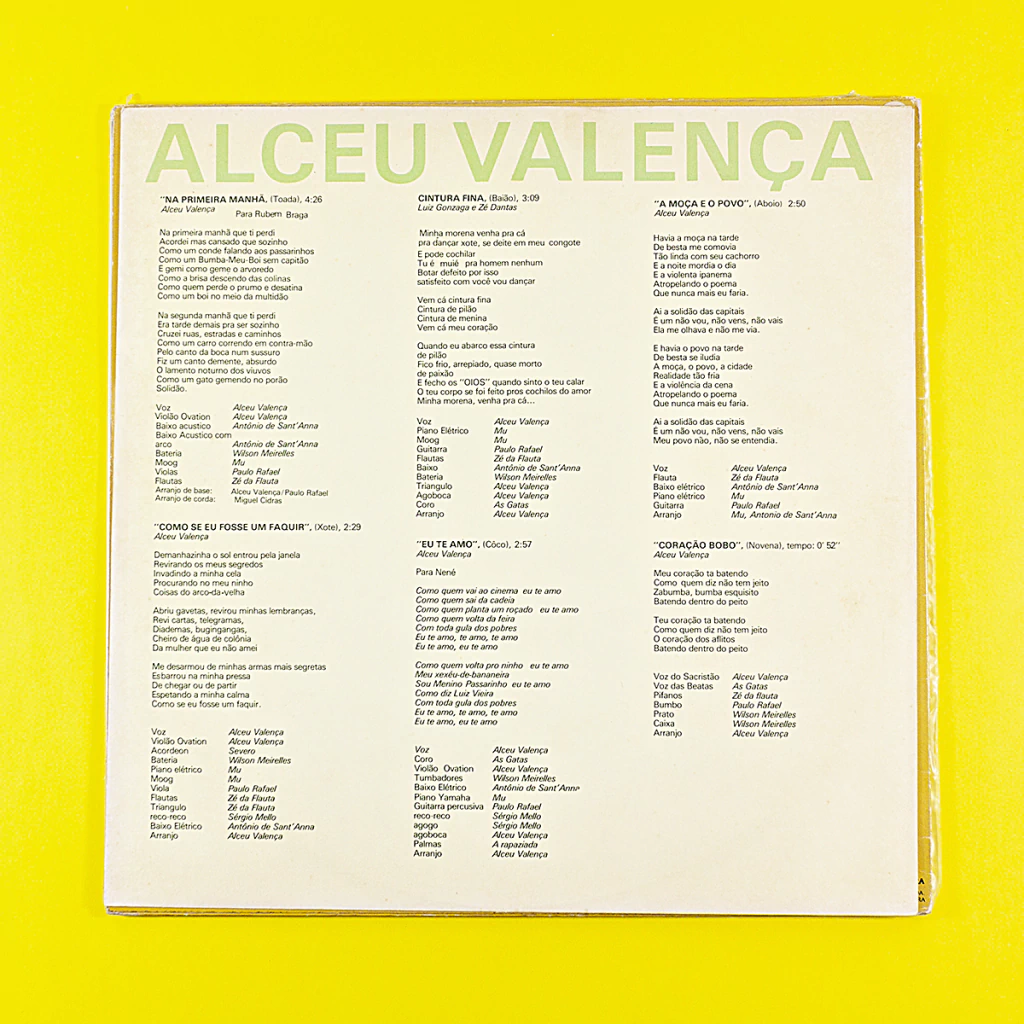 ALCEU VALENÇA
"NA PRIMEIRA MANHÃ, (Toada), 4:26
Alceu Valença
Para Rubem Braga
Na primeira manhã que ti perdi
Acordei mas cansado que sozinho
Como um conde falando aos passarinhos
Como um Bumba-Meu-Boi sem capitão
E gemi como geme o arvoredo
Como a brisa descendo das colinas
Como quem perde o prumo e desatina
Como um boi no meio da multidão
Na segunda manhã que ti perdi
Era tarde demais pra ser sozinho
Cruzei ruas, estradas e caminhos
Como um carro correndo em contra-mão
Pelo canto da boca num sussuro
Fiz um canto demente, absurdo
O lamento noturno dos viuvos
Como um gato gemendo no porão
Solidão.
Voz Alceu Valença
Violão Ovation Alceu Valença
Baixo acustico Antônio de Sant'Anna
Baixo Acustico com
arco Antônio de Sant'Anna
Bateria Wilson Meirelles
Moog Mu
Violas Paulo Rafael
Flautas Zé da Flauta
Arranjo de base: Alceu Valença/Paulo Rafael
Arranjo de corda: Miguel Cidras
"COMO SE EU FOSSE UM FAQUIR", (Xote), 2:29
Alceu Valença
Demanhazinha o sol entrou pela janela
Revirando os meus segredos
Invadindo a minha cela
Procurando no meu ninho
Coisas do arco-da-velha
Abriu gavetas, revirou minhas lembranças,
Revi cartas, telegramas,
Diademas, bugingangas,
Cheiro de água de colônia
Da mulher que eu não amei
Me desarmou de minhas armas mais segretas
Esbarrou na minha pressa
De chegar ou de partir
Espetando a minha calma
Como se eu fosse um faquir.
Voz Alceu Valença
Violão Ovation Alceu Valença
Acordeon Severo
Bateria Wilson Meirelles
Piano elétrico Mu
Moog Mu
Viola Paulo Rafael
Flautas Zé da Flauta
Triangulo Zé da Flauta
reco-reco Sérgio Mello
Baixo Elétrico Antônio de Sant'Anna
Arranjo Alceu Valença
CINTURA FINA, (Baião), 3:09
Luiz Gonzaga e Zé Dantas
Minha morena venha pra cá
pra dançar xote, se deite em meu congote
E pode cochilar
Tu é muié pra homem nenhum
Botar defeito por isso
satisfeito com você vou dançar
Vem cá cintura fina
Cintura de pilão
Cintura de menina
Vem cá meu coração
Quando eu abarco essa cintura
de pilão
Fico frio, arrepiado, quase morto
de paixão
E fecho os "OIOS" quando sinto o teu calar
O teu corpo se foi feito pros cochilos do amor
Minha morena, venha pra cá...
Voz Alceu Valença
Piano Elétrico Mu
Moog Mu
Guitarra Paulo Rafael
Flautas Zé da Flauta
Baixo Antônio de Sant'Anna
Bateria Wilson Meirelles
Triangulo Alceu Valença
Agoboca Alceu Valença
Coro As Gatas
Arranjo Alceu Valença
"EU TE AMO", (Côco), 2:57
Alceu Valença
Para Nené
Como quem vai ao cinema eu te amo
Como quem sai da cadeia
Como quem planta um roçado eu te amo
Como quem volta da feira
Com toda gula dos pobres
Eu te amo, te amo, te amo
Eu te amo, eu te amo
Como quem volta pro ninho eu te amo
Meu xexéu-de-bananeira
Sou Menino Passarinho eu te amo
Como diz Luiz Vieira
Com toda gula dos pobres
Eu te amo, te amo, te amo
Eu te amo, eu te amo
Voz Alceu Valença
Coro As Gatas
Violão Ovation Alceu Valença
Tumbadores Wilson Meirelles
Baixo Elétrico Antônio de Sant'Anna
Piano Yamaha Mu
Guitarra percusiva Paulo Rafael
reco-reco Sérgio Mello
agogo Sérgio Mello
agoboca Alceu Valença
Palmas A rapaziada
Arranjo Alceu Valença
"A MOÇA E O POVO", (Aboio) 2:50
Alceu Valença
Havia a moça na tarde
De besta me comovia
Tão linda com seu cachorro
E a noite mordia o dia
E a violenta ipanema
Atropelando o poema
Que nunca mais eu faria.
Ai a solidão das capitais
É um não vou, não vens, não vais
Ela me olhava e não me via.
E havia o povo na tarde
De besta se iludia
A moça, o povo, a cidade
Realidade tão fria
E a violência da cena
Atropelando o poema
Que nunca mais eu faria.
Ai a solidão das capitais
É um não vou, não vens, não vais
Meu povo não, não se entendia.
Voz Alceu Valença
Flauta Zé da Flauta
Baixo elétrico Antônio de Sant'Anna
Piano elétrico Mu
Guitarra Paulo Rafael
Arranjo Mu, Antonio de Sant'Anna
"CORAÇÃO BOBO", (Novena), tempo: 0' 52"
Alceu Valença
Meu coração ta batendo
Como quem diz não tem jeito
Zabumba, bumba esquisito
Batendo dentro do peito
Teu coração ta batendo
Como quem diz não tem jeito
O coração dos aflitos
Batendo dentro do peito
Voz do Sacristão Alceu Valença
Voz das Beatas As Gatas
Pifanos Zé da flauta
Bumbo Paulo Rafael
Prato Wilson Meirelles
Caixa Wilson Meirelles
Arranjo Alceu Valença